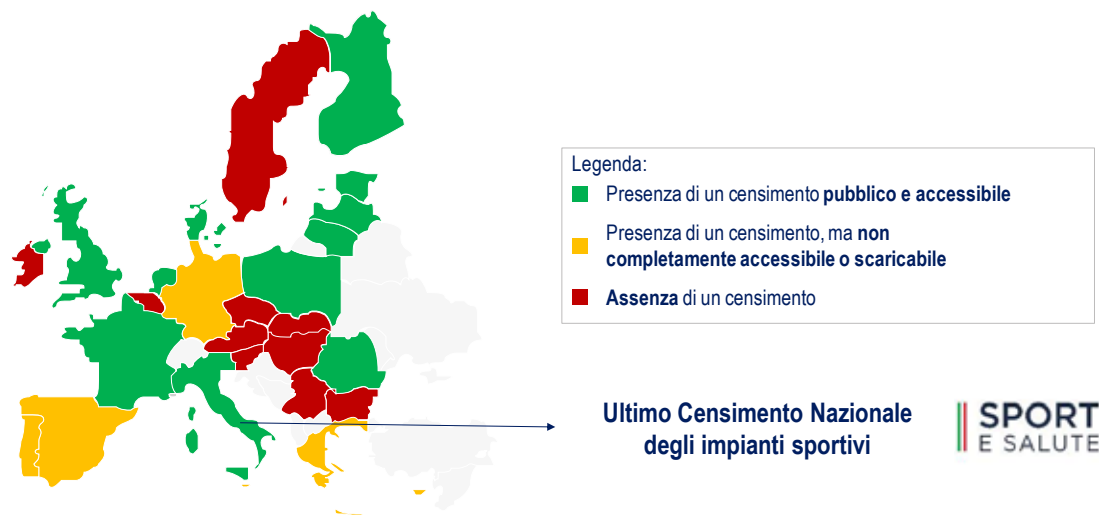 Legenda:
Presenza di un censimento pubblico e accessibile
Presenza di un censimento, ma non
completamente accessibile o scaricabile
Assenza di un censimento
Ultimo Censimento Nazionale
degli impianti sportivi
SPORT
E SALUTE